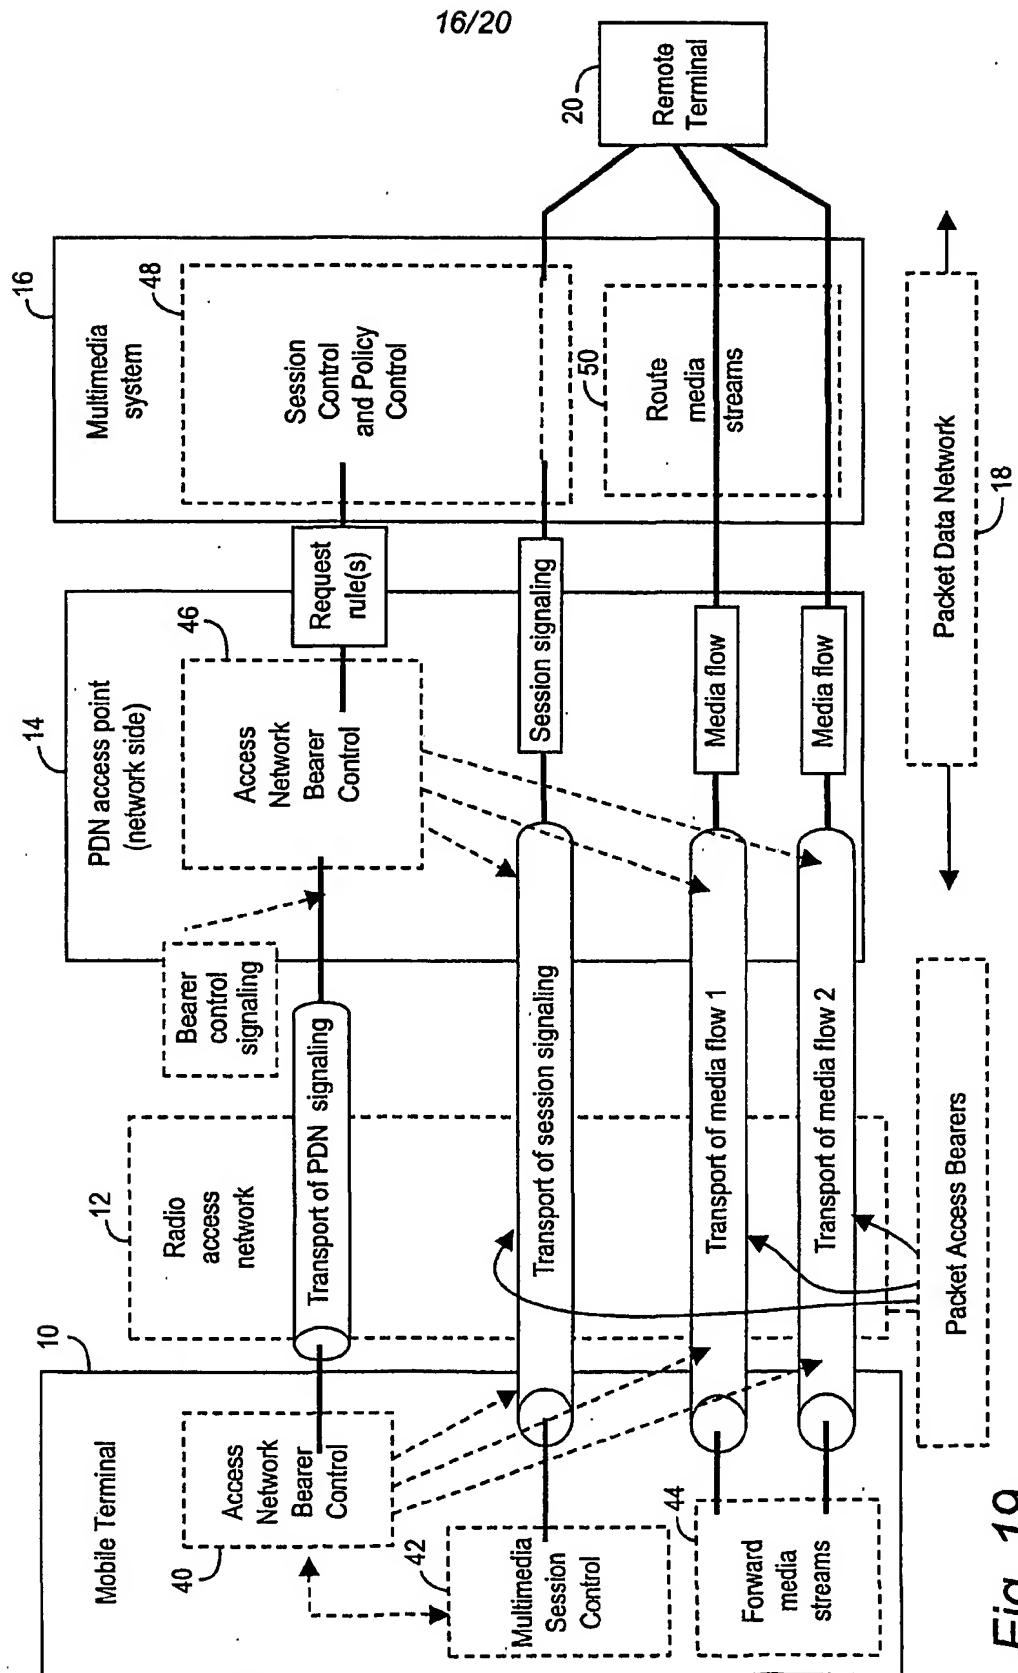 16/20
Mobile Terminal
10
Access
Network
Bearer
Control
40
42
Multimedia
Session
Control
44
Forward
media
streams
12
Radio
access
network
Transport of PDN signaling
Transport of session signaling
Transport of media flow 1
Transport of media flow 2
Packet Access Bearers
Bearer
control
signaling
14
PDN access point
(network side)
46
Access
Network
Bearer
Control
Request
rule(s)
Session signaling
Media flow
Media flow
16
Multimedia
system
48
Session
Control
and Policy
Control
50
Route
media
streams
Packet Data Network
18
20
Remote
Terminal
Fig. 19